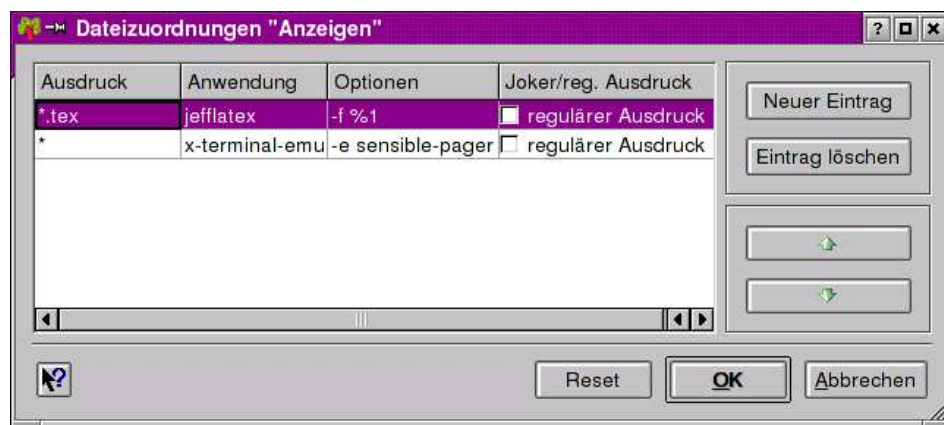 Dateizuordnungen "Anzeigen"
Ausdruck Anwendung Optionen Joker/reg. Ausdruck
*.tex jefflatex -f %1 regulärer Ausdruck
* x-terminal-emu -e sensible-pager regulärer Ausdruck
Neuer Eintrag
Eintrag löschen
Reset OK Abbrechen